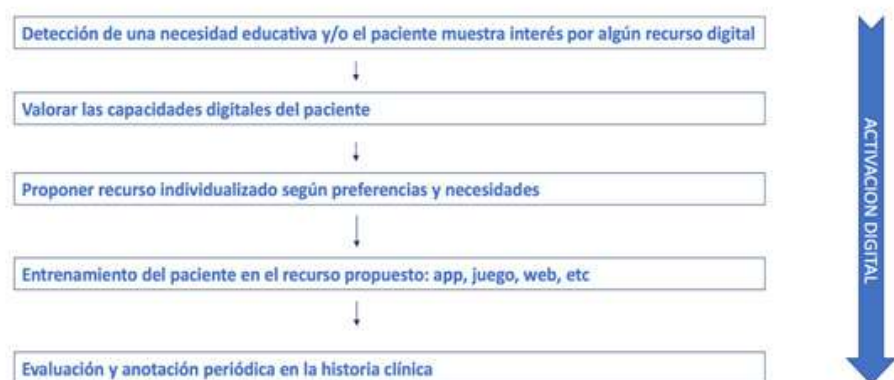 Detección de una necesidad educativa y/o el paciente muestra interés por algún recurso digital
Valorar las capacidades digitales del paciente
Proponer recurso individualizado según preferencias y necesidades
Entrenamiento del paciente en el recurso propuesto: app, juego, web, etc
Evaluación y anotación periódica en la historia clínica
ACTIVACION DIGITAL